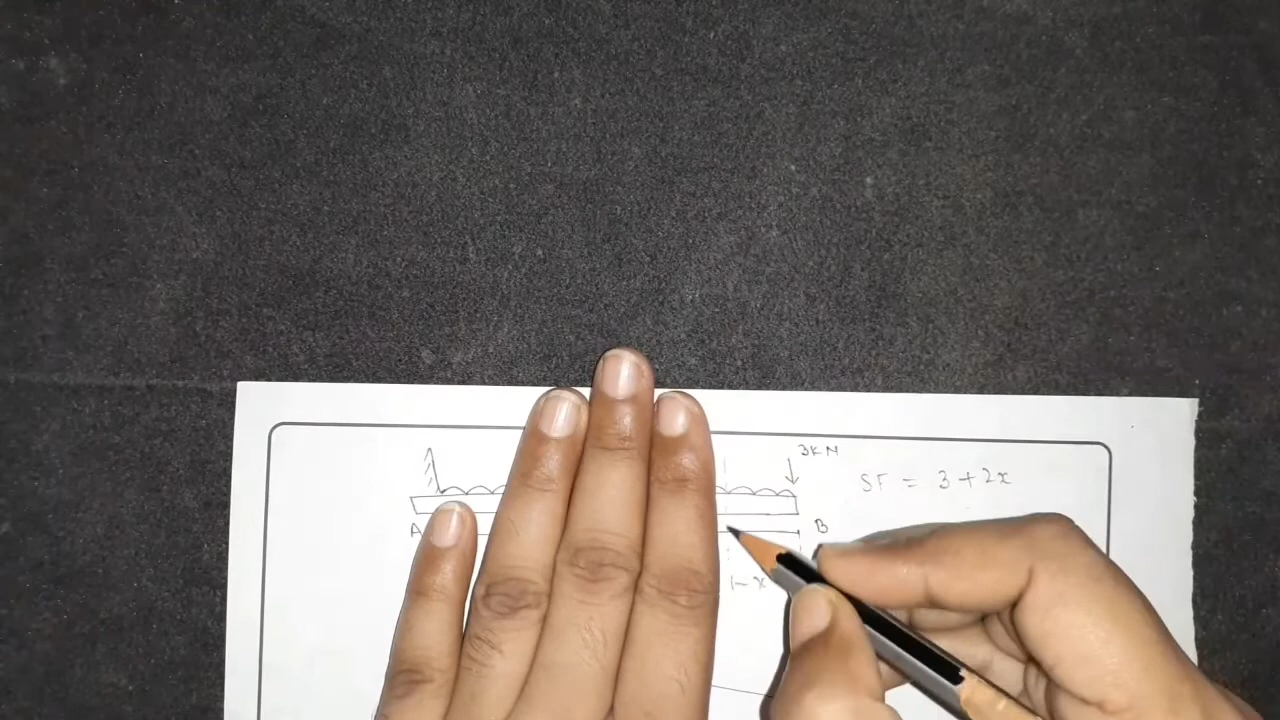 3KN
SF = 3+2x
A
B
x